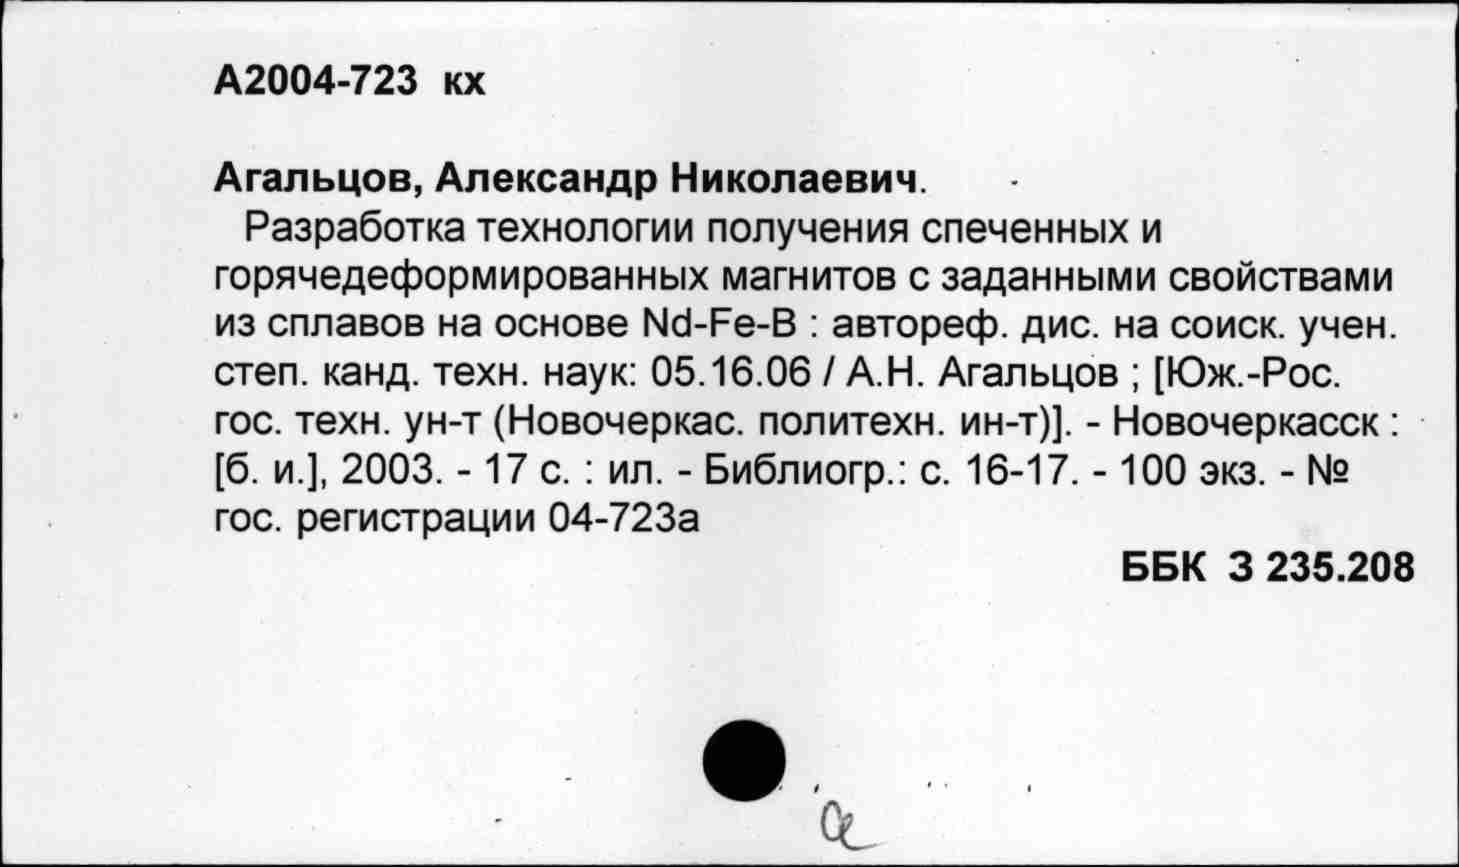 А2004-723 кх
Агальцов, Александр Николаевич.
Разработка технологии получения спеченных и
горячедеформированных магнитов с заданными свойствами
из сплавов на основе Nd-Fe-B : автореф. дис. на соиск. учен.
степ. канд. техн. наук: 05.16.06 / А.Н. Агальцов ; [Юж.-Рос.
гос. техн. ун-т (Новочеркас. политехн. ин-т)]. - Новочеркасск :
[б. и.], 2003. - 17 с. : ил. - Библиогр.: с. 16-17. - 100 экз. - №
гос. регистрации 04-723а
ББК З 235.208